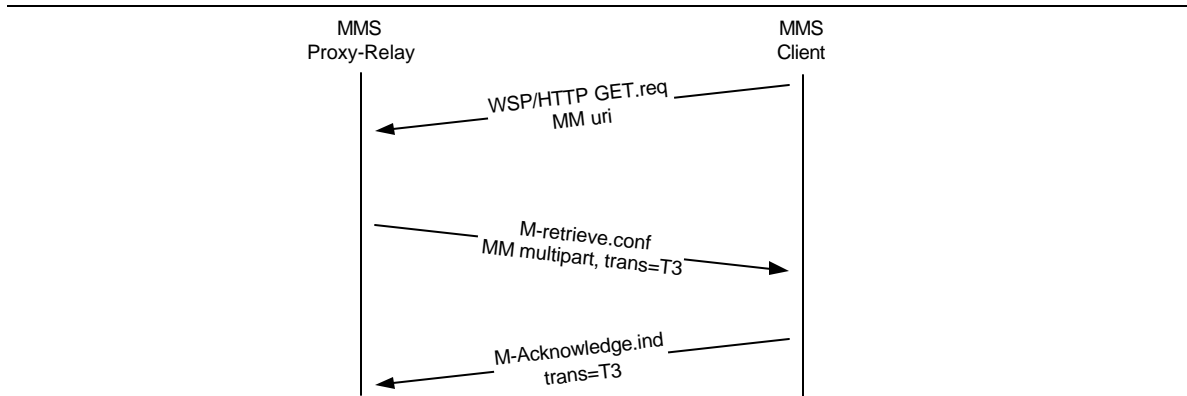 MMS
Proxy-Relay
MMS
Client
WSP/HTTP GET.req
MM uri
M-retrieve.conf
MM multipart, trans=T3
M-Acknowledge.ind
trans=T3